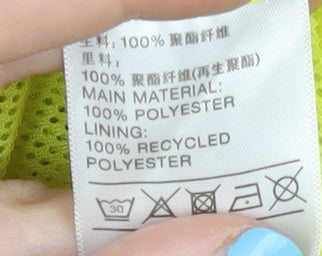 主料: 100% 聚酯纤维
里料:
100% 聚酯纤维(再生聚酯)
MAIN MATERIAL:
100% POLYESTER
LINING:
100% RECYCLED
POLYESTER
30